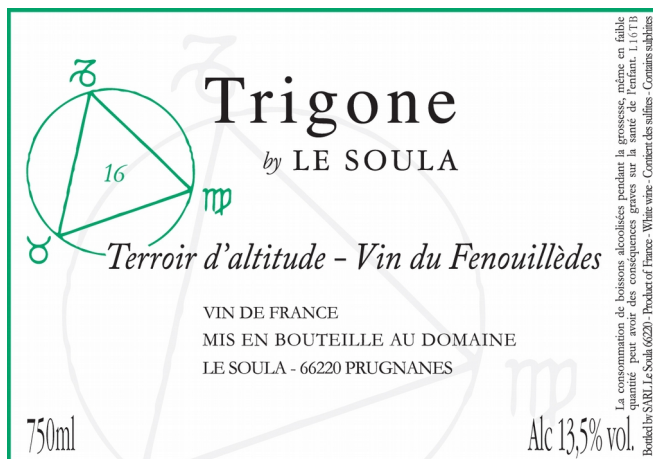 Trigone
by LE SOULA
16
Terroir d'altitude - Vin du Fenouillèdes
VIN DE FRANCE
MIS EN BOUTEILLE AU DOMAINE
LE SOULA - 66220 PRUGNANES
750ml
Alc 13,5% vol.
La consommation de boissons alcoolisées pendant la grossesse, même en faible
quantité peut avoir des conséquences graves sur la santé de l'enfant. L16TB
Bottled by SARL Le Soula 66220 - Product of France - White wine - Contient des sulfites - Contains sulphites